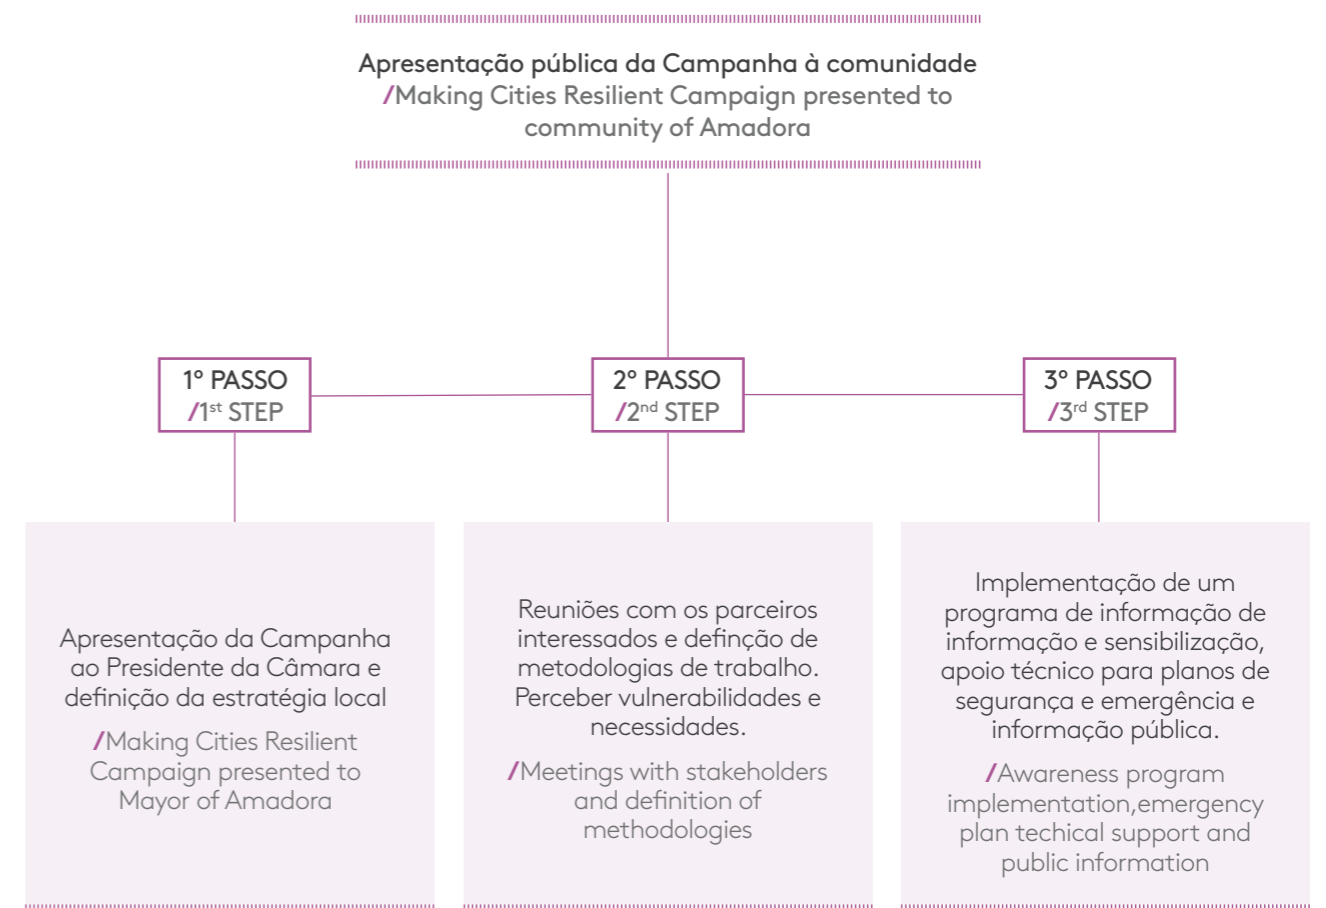 Apresentação pública da Campanha à comunidade
/Making Cities Resilient Campaign presented to
community of Amadora
1º PASSO
/1st STEP
2º PASSO
/2nd STEP
3º PASSO
/3rd STEP
Apresentação da Campanha
ao Presidente da Câmara e
definição da estratégia local
/Making Cities Resilient
Campaign presented to
Mayor of Amadora
Reuniões com os parceiros
interessados e definção de
metodologias de trabalho.
Perceber vulnerabilidades e
necessidades.
/Meetings with stakeholders
and definition of
methodologies
Implementação de um
programa de informação de
informação e sensibilização,
apoio técnico para planos de
segurança e emergência e
informação pública.
/Awareness program
implementation,emergency
plan techical support and
public information